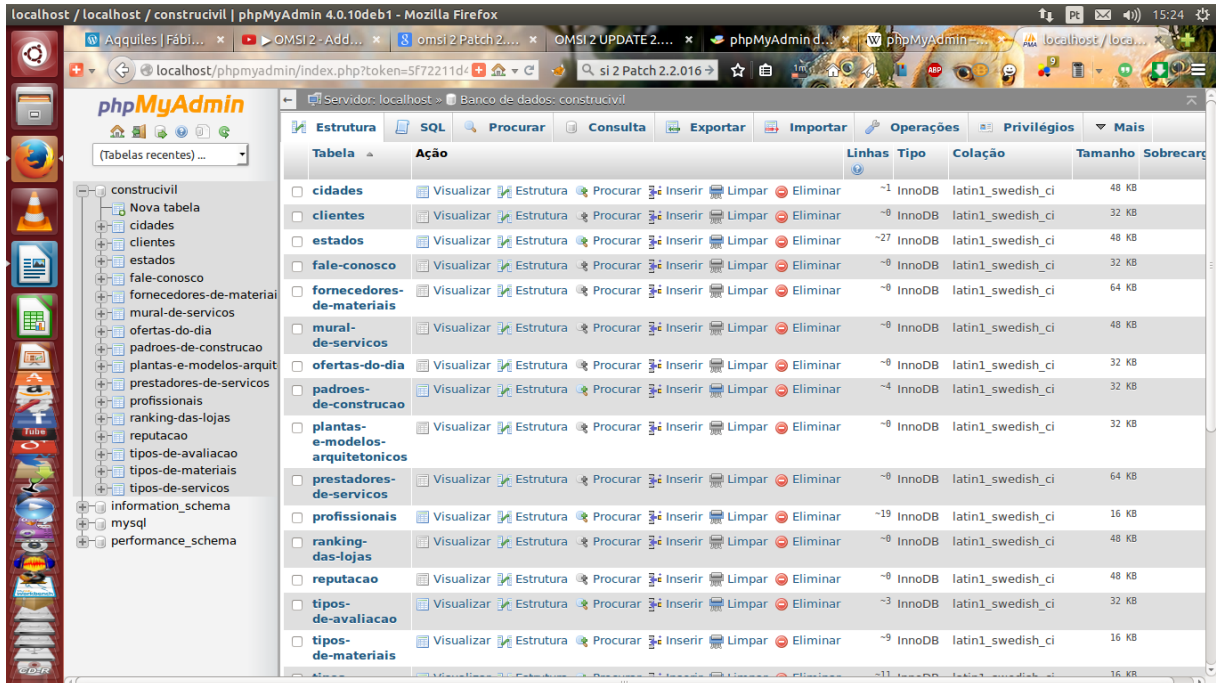 localhost / localhost / construcivil | phpMyAdmin 4.0.10deb1 - Mozilla Firefox
Pt 15:24
Aqquiles | Fábi... × ▶ OMSI 2 - Add... × omsi 2 Patch 2.... × OMSI 2 UPDATE 2.... × phpMyAdmin d... × phpMyAdmin – ... localhost / loca... ×
localhost/phpmyadmin/index.php?token=5f72211d4 si 2 Patch 2.2.016
phpMyAdmin
(Tabelas recentes) ...
construcivil
Nova tabela
cidades
clientes
estados
fale-conosco
fornecedores-de-materiai
mural-de-servicos
ofertas-do-dia
padroes-de-construcao
plantas-e-modelos-arquit
prestadores-de-servicos
profissionais
ranking-das-lojas
reputacao
tipos-de-avaliacao
tipos-de-materiais
tipos-de-servicos
information_schema
mysql
performance_schema
Servidor: localhost » Banco de dados: construcivil
Estrutura SQL Procurar Consulta Exportar Importar Operações Privilégios Mais
Tabela Ação Linhas Tipo Colação Tamanho Sobrecarg
cidades Visualizar Estrutura Procurar Inserir Limpar Eliminar ~1 InnoDB latin1_swedish_ci 48 KB
clientes Visualizar Estrutura Procurar Inserir Limpar Eliminar ~0 InnoDB latin1_swedish_ci 32 KB
estados Visualizar Estrutura Procurar Inserir Limpar Eliminar ~27 InnoDB latin1_swedish_ci 48 KB
fale-conosco Visualizar Estrutura Procurar Inserir Limpar Eliminar ~0 InnoDB latin1_swedish_ci 32 KB
fornecedores- Visualizar Estrutura Procurar Inserir Limpar Eliminar ~0 InnoDB latin1_swedish_ci 64 KB
de-materiais
mural- Visualizar Estrutura Procurar Inserir Limpar Eliminar ~0 InnoDB latin1_swedish_ci 48 KB
de-servicos
ofertas-do-dia Visualizar Estrutura Procurar Inserir Limpar Eliminar ~0 InnoDB latin1_swedish_ci 32 KB
padroes- Visualizar Estrutura Procurar Inserir Limpar Eliminar ~4 InnoDB latin1_swedish_ci 32 KB
de-construcao
plantas- Visualizar Estrutura Procurar Inserir Limpar Eliminar ~0 InnoDB latin1_swedish_ci 32 KB
e-modelos-
arquitetonicos
prestadores- Visualizar Estrutura Procurar Inserir Limpar Eliminar ~0 InnoDB latin1_swedish_ci 64 KB
de-servicos
profissionais Visualizar Estrutura Procurar Inserir Limpar Eliminar ~19 InnoDB latin1_swedish_ci 16 KB
ranking- Visualizar Estrutura Procurar Inserir Limpar Eliminar ~0 InnoDB latin1_swedish_ci 48 KB
das-lojas
reputacao Visualizar Estrutura Procurar Inserir Limpar Eliminar ~0 InnoDB latin1_swedish_ci 48 KB
tipos- Visualizar Estrutura Procurar Inserir Limpar Eliminar ~3 InnoDB latin1_swedish_ci 32 KB
de-avaliacao
tipos- Visualizar Estrutura Procurar Inserir Limpar Eliminar ~9 InnoDB latin1_swedish_ci 16 KB
de-materiais